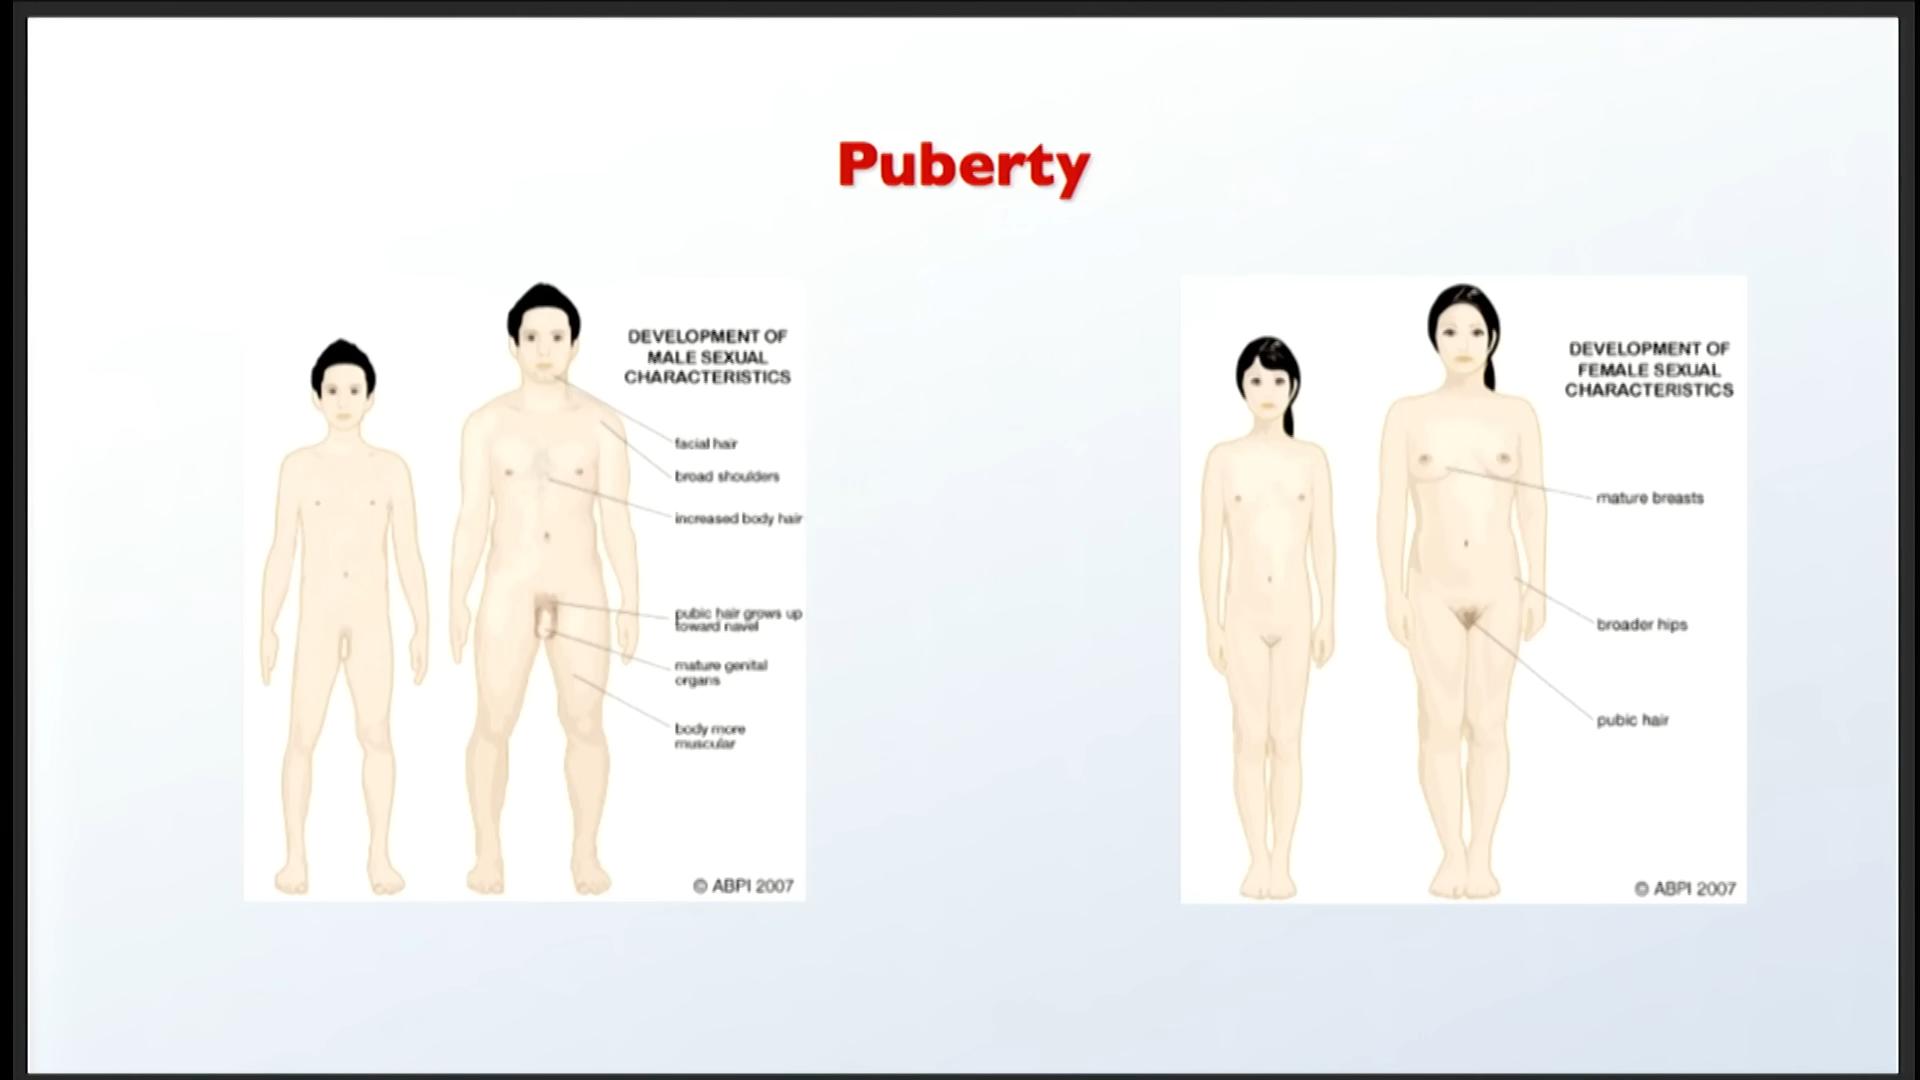 Puberty
DEVELOPMENT OF
MALE SEXUAL
CHARACTERISTICS
facial hair
broad shoulders
increased body hair
pubic hair grows up
toward navel
mature genital
organs
body more
muscular
© ABPI 2007
DEVELOPMENT OF
FEMALE SEXUAL
CHARACTERISTICS
mature breasts
broader hips
pubic hair
© ABPI 2007